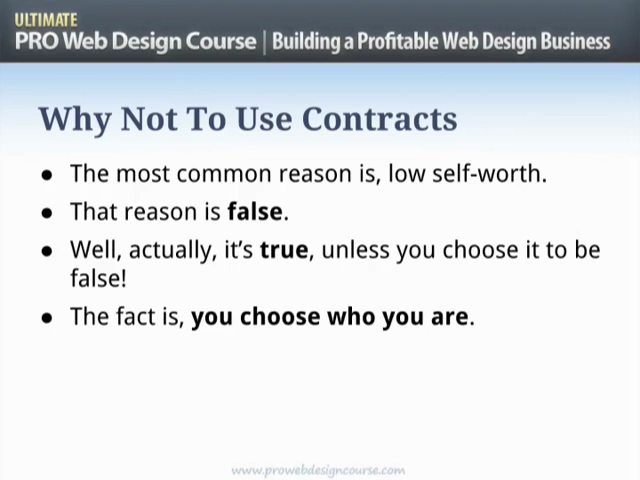 ULTIMATE
PRO Web Design Course | Building a Profitable Web Design Business
Why Not To Use Contracts
● The most common reason is, low self-worth.
● That reason is false.
● Well, actually, it's true, unless you choose it to be
false!
● The fact is, you choose who you are.
www.prowebdesigncourse.com